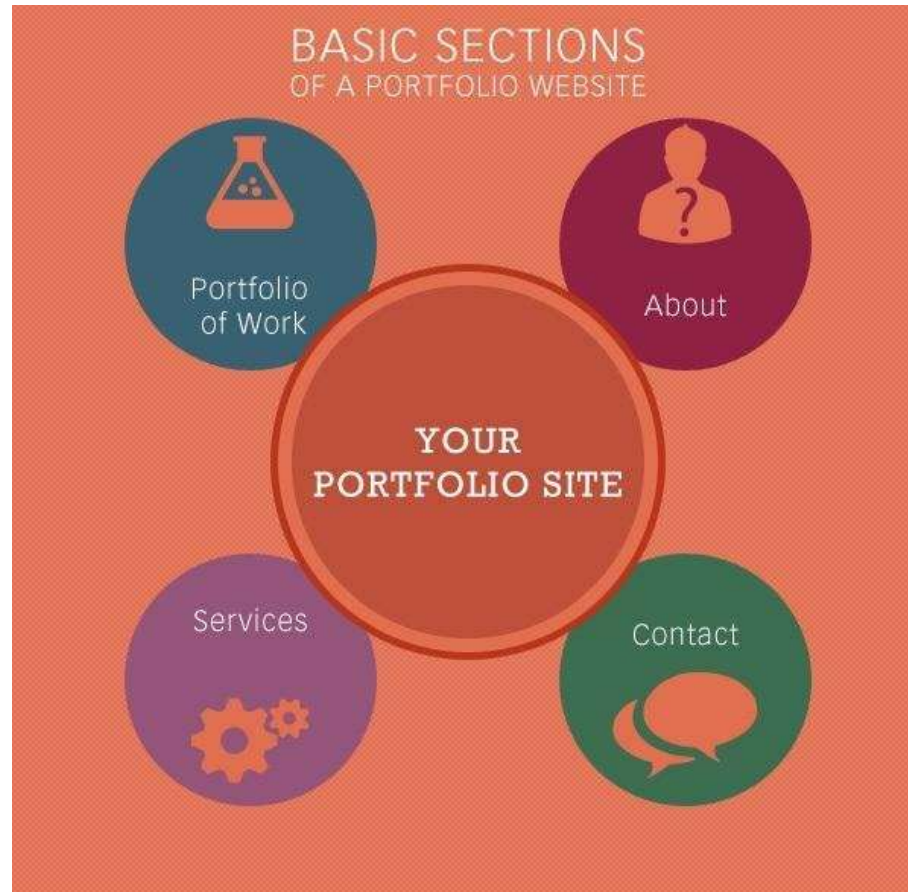 BASIC SECTIONS
OF A PORTFOLIO WEBSITE
Portfolio
of Work
About
YOUR
PORTFOLIO SITE
Services
Contact
?